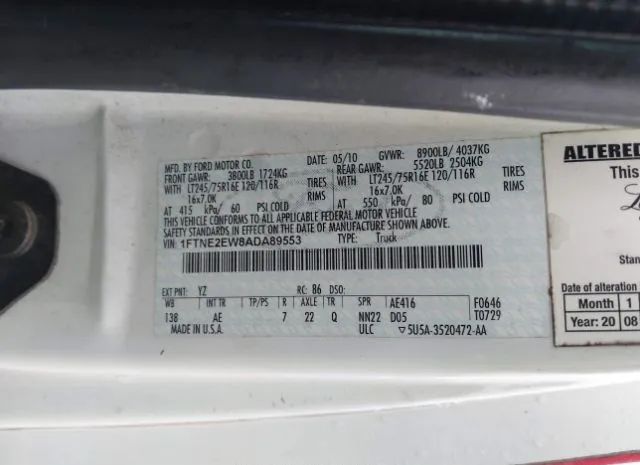 MFD. BY FORD MOTOR CO.
DATE: 05/10 GVWR: 8900LB/ 4037KG
FRONT GAWR: 3800LB 1724KG
REAR GAWR: 5520LB 2504KG
WITH LT245/75R16E 120/116R TIRES
WITH LT245/75R16E 120/116R TIRES
16x7.0K RIMS
16x7.0K RIMS
AT 415 kPa/ 60 PSI COLD
AT 550 kPa/ 80 PSI COLD
THIS VEHICLE CONFORMS TO ALL APPLICABLE FEDERAL MOTOR VEHICLE
SAFETY STANDARDS IN EFFECT ON THE DATE OF MANUFACTURE SHOWN ABOVE.
VIN: 1FTNE2EW8ADA89553 TYPE: Truck
EXT PNT: YZ RC: 86 DSO:
WB INT TR TP/PS R AXLE TR SPR AE416 F0646
138 AE 7 22 Q NN22 D05 T0729
MADE IN U.S.A. ULC ▽5U5A-3520472-AA
ALTERED
This
Stan
Date of alteration
Month 1
Year: 20 08